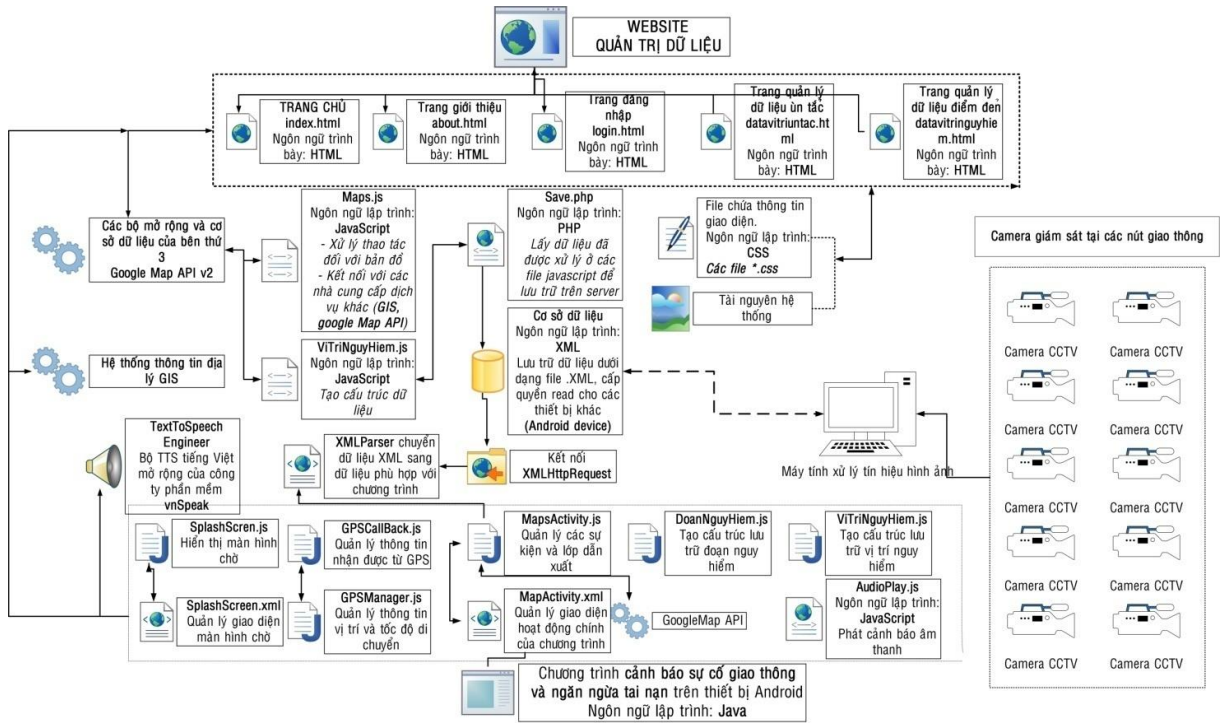 WEBSITE
QUẢN TRỊ DỮ LIỆU
TRANG CHỦ
index.html
Ngôn ngữ trình
bày: HTML
Trang giới thiệu
about.html
Ngôn ngữ trình
bày: HTML
Trang đăng
nhập
login.html
Ngôn ngữ trình
bày: HTML
Trang quản lý
dữ liệu ùn tắc
datavitriuntac.ht
ml
Ngôn ngữ trình
bày: HTML
Trang quản lý
dữ liệu điểm đen
datavitringuyhie
m.html
Ngôn ngữ trình
bày: HTML
Các bộ mở rộng và cơ
sở dữ liệu của bên thứ
3
Google Map API v2
Maps.js
Ngôn ngữ lập trình:
JavaScript
- Xử lý thao tác
đối với bản đồ
- Kết nối với các
nhà cung cấp dịch
vụ khác (GIS,
google Map API)
Save.php
Ngôn ngữ lập trình:
PHP
Lấy dữ liệu đã
được xử lý ở các
file javascript để
lưu trữ trên server
File chứa thông tin
giao diện.
Ngôn ngữ lập trình:
CSS
Các file *.css
Tài nguyên hệ
thống
Camera giám sát tại các nút giao thông
Hệ thống thông tin địa
lý GIS
ViTriNguyHiem.js
Ngôn ngữ lập trình:
JavaScript
Tạo cấu trúc dữ
liệu
Cơ sở dữ liệu
Ngôn ngữ lập trình:
XML
Lưu trữ dữ liệu dưới
dạng file .XML, cấp
quyền read cho các
thiết bị khác
(Android device)
Camera CCTV
Camera CCTV
Camera CCTV
Camera CCTV
Camera CCTV
Camera CCTV
Camera CCTV
Camera CCTV
Camera CCTV
Camera CCTV
Máy tính xử lý tín hiệu hình ảnh
TextToSpeech
Engineer
Bộ TTS tiếng Việt
mở rộng của công
ty phần mềm
vnSpeak
XMLParser chuyển
dữ liệu XML sang
dữ liệu phù hợp với
chương trình
Kết nối
XMLHttpRequest
SplashScren.js
Hiển thị màn hình
chờ
GPSCallBack.js
Quản lý thông tin
nhận được từ GPS
MapsActivity.js
Quản lý các sự
kiện và lớp dẫn
xuất
DoanNguyHiem.js
Tạo cấu trúc lưu
trữ đoạn nguy
hiểm
ViTriNguyHiem.js
Tạo cấu trúc lưu
trữ vị trí nguy
hiểm
SplashScreen.xml
Quản lý giao diện
màn hình chờ
GPSManager.js
Quản lý thông tin
vị trí và tốc độ di
chuyển
MapActivity.xml
Quản lý giao diện
hoạt động chính
của chương trình
GoogleMap API
AudioPlay.js
Ngôn ngữ lập trình:
JavaScript
Phát cảnh báo âm
thanh
Chương trình cảnh báo sự cố giao thông
và ngăn ngừa tai nạn trên thiết bị Android
Ngôn ngữ lập trình: Java